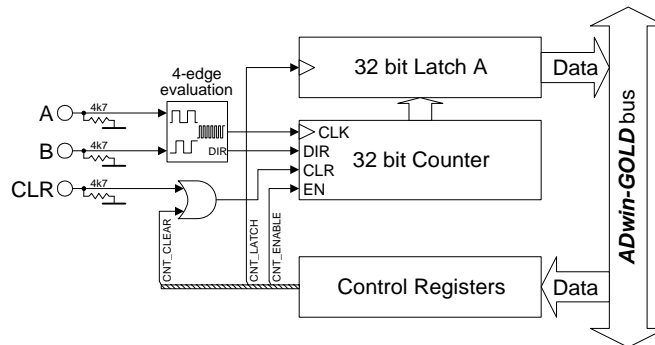 32 bit Latch A
Data
4-edge
evaluation
A
4k7
CLK
B
4k7
DIR
DIR
32 bit Counter
CLR
4k7
CLR
EN
CNT_CLEAR
CNT_LATCH
CNT_ENABLE
Control Registers
Data
ADwin-GOLD bus